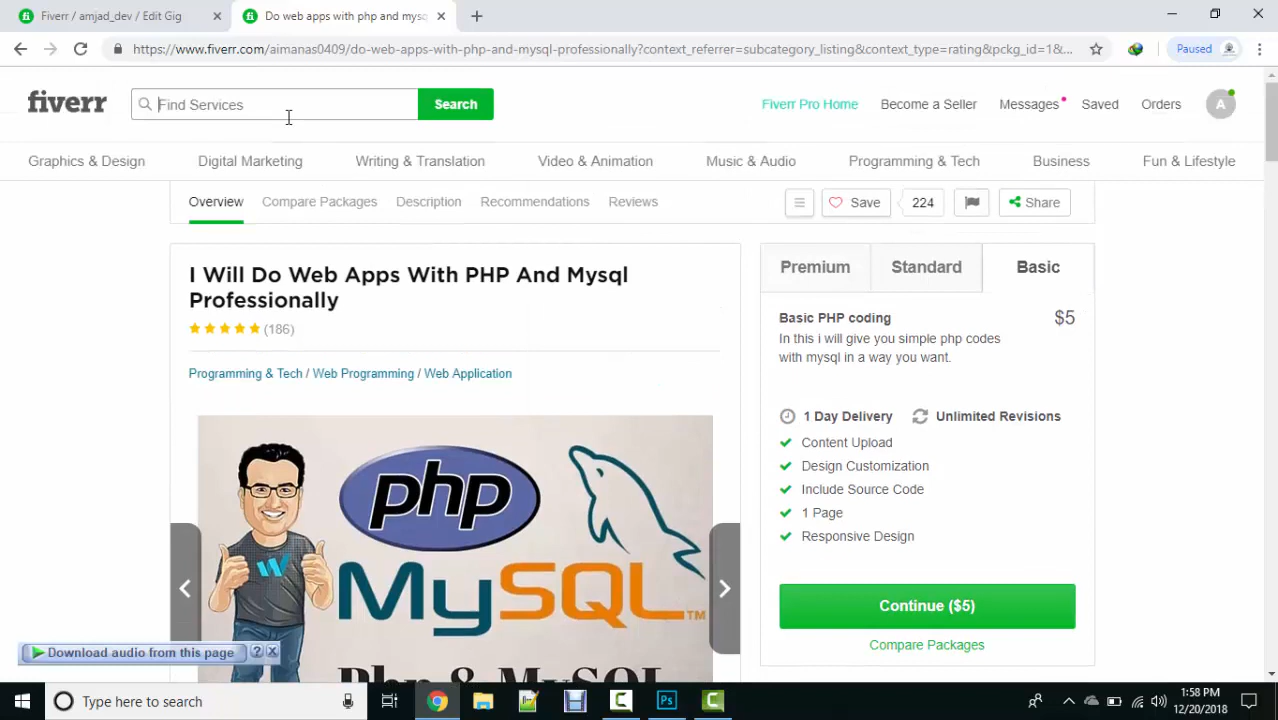 Fiverr / amjad_dev / Edit Gig
Do web apps with php and mysq
https://www.fiverr.com/aimanas0409/do-web-apps-with-php-and-mysql-professionally?context_referrer=subcategory_listing&context_type=rating&pckg_id=1&...
Paused
fiverr
Find Services
Search
Fiverr Pro Home
Become a Seller
Messages
Saved
Orders
A
Graphics & Design
Digital Marketing
Writing & Translation
Video & Animation
Music & Audio
Programming & Tech
Business
Fun & Lifestyle
Overview
Compare Packages
Description
Recommendations
Reviews
Save
224
Share
I Will Do Web Apps With PHP And Mysql
Professionally
(186)
Programming & Tech / Web Programming / Web Application
php
MySQL
TM
W
Php & MySQL
Premium
Standard
Basic
Basic PHP coding
$5
In this i will give you simple php codes
with mysql in a way you want.
1 Day Delivery
Unlimited Revisions
Content Upload
Design Customization
Include Source Code
1 Page
Responsive Design
Continue ($5)
Compare Packages
Download audio from this page
?
Type here to search
Ps
1:58 PM
12/20/2018